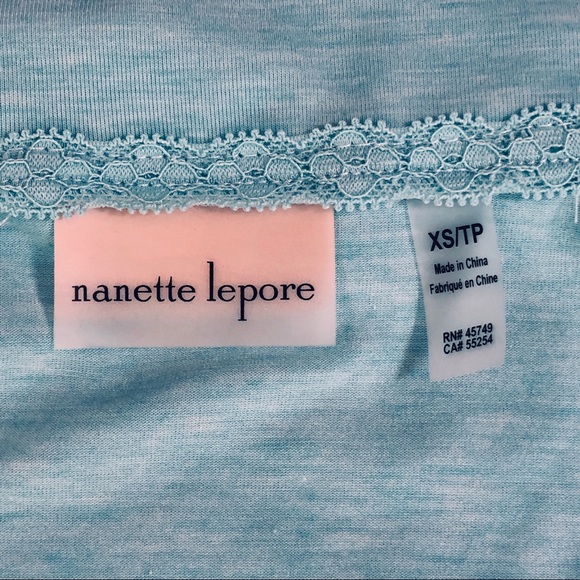 nanette lepore
XS/TP
Made in China
Fabriqué en Chine
RN# 45749
CA# 55254